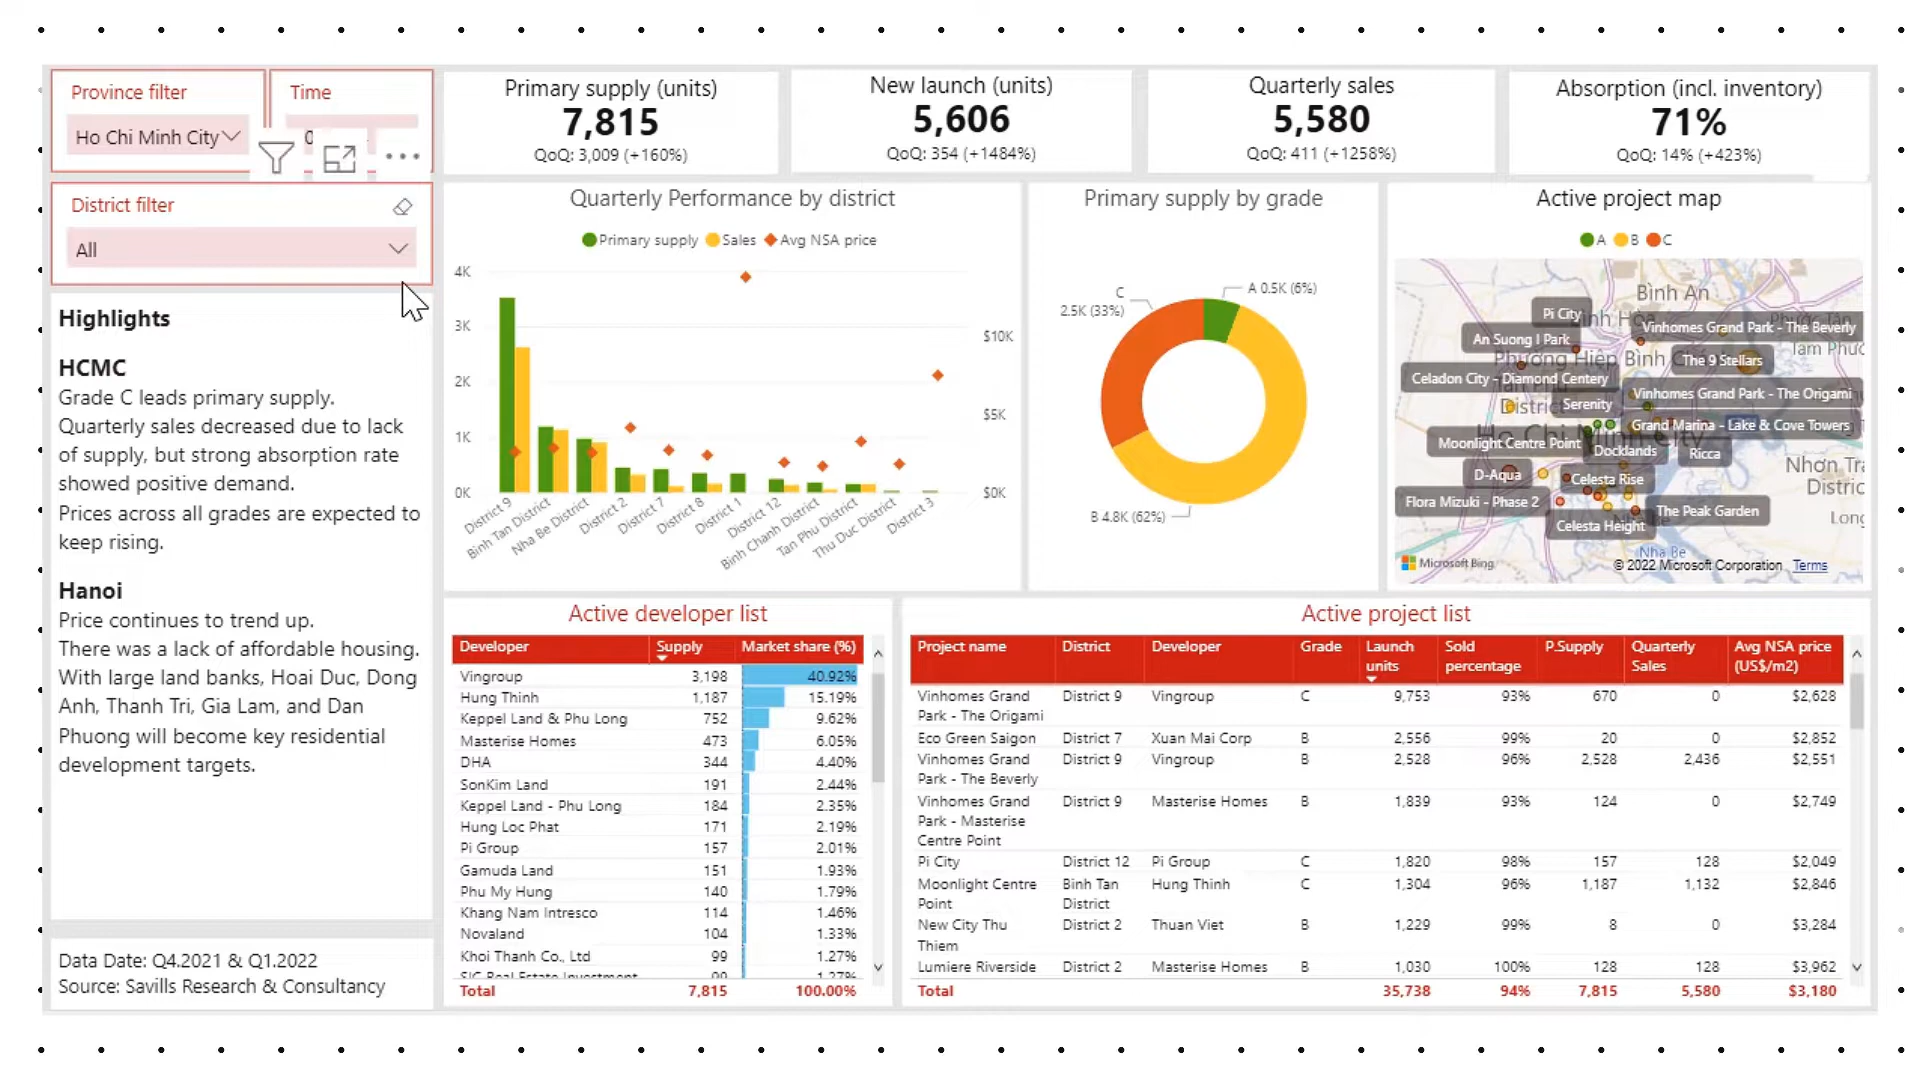 Province filter
Ho Chi Minh City
Time
District filter
All
Highlights
HCMC
Grade C leads primary supply.
Quarterly sales decreased due to lack
of supply, but strong absorption rate
showed positive demand.
Prices across all grades are expected to
keep rising.
Hanoi
Price continues to trend up.
There was a lack of affordable housing.
With large land banks, Hoai Duc, Dong
Anh, Thanh Tri, Gia Lam, and Dan
Phuong will become key residential
development targets.
Data Date: Q4.2021 & Q1.2022
Source: Savills Research & Consultancy
Primary supply (units)
7,815
QoQ: 3,009 (+160%)
New launch (units)
5,606
QoQ: 354 (+1484%)
Quarterly sales
5,580
QoQ: 411 (+1258%)
Absorption (incl. inventory)
71%
QoQ: 14% (+423%)
Quarterly Performance by district
Primary supply Sales Avg NSA price
4K
3K
2K
1K
0K
$10K
$5K
$0K
District 9
Binh Tan District
Nha Be District
District 2
District 7
District 8
District 1
District 12
Binh Chanh District
Tan Phu District
Thu Duc District
District 3
Primary supply by grade
A 0.5K (6%)
C
2.5K (33%)
B 4.8K (62%)
Active project map
A B C
Bình An
Pi City
Vinhomes Grand Park - The Beverly
An Suong I Park
The 9 Stellars
Celadon City - Diamond Centery
Vinhomes Grand Park - The Origami
Serenity
Grand Marina - Lake & Cove Towers
Moonlight Centre Point
Docklands
Ricca
D-Aqua
Celesta Rise
Flora Mizuki - Phase 2
The Peak Garden
Celesta Height
Nha Be
Microsoft Bing
© 2022 Microsoft Corporation Terms
Active developer list
Developer Supply Market share (%)
Vingroup 3,198 40.92%
Hung Thinh 1,187 15.19%
Keppel Land & Phu Long 752 9.62%
Masterise Homes 473 6.05%
DHA 344 4.40%
SonKim Land 191 2.44%
Keppel Land - Phu Long 184 2.35%
Hung Loc Phat 171 2.19%
Pi Group 157 2.01%
Gamuda Land 151 1.93%
Phu My Hung 140 1.79%
Khang Nam Intresco 114 1.46%
Novaland 104 1.33%
Khoi Thanh Co., Ltd 99 1.27%
SIC Real Estate Investment 99 1.27%
Total 7,815 100.00%
Active project list
Project name District Developer Grade Launch units Sold percentage P.Supply Quarterly Sales Avg NSA price (US$/m2)
Vinhomes Grand Park - The Origami District 9 Vingroup C 9,753 93% 670 0 $2,628
Eco Green Saigon District 7 Xuan Mai Corp B 2,556 99% 20 0 $2,852
Vinhomes Grand Park - The Beverly District 9 Vingroup B 2,528 96% 2,528 2,436 $2,551
Vinhomes Grand Park - Masterise Centre Point District 9 Masterise Homes B 1,839 93% 124 0 $2,749
Pi City District 12 Pi Group C 1,820 98% 157 128 $2,049
Moonlight Centre Point Binh Tan District Hung Thinh C 1,304 96% 1,187 1,132 $2,846
New City Thu Thiem District 2 Thuan Viet B 1,229 99% 8 0 $3,284
Lumiere Riverside District 2 Masterise Homes B 1,030 100% 128 128 $3,962
Total 35,738 94% 7,815 5,580 $3,180